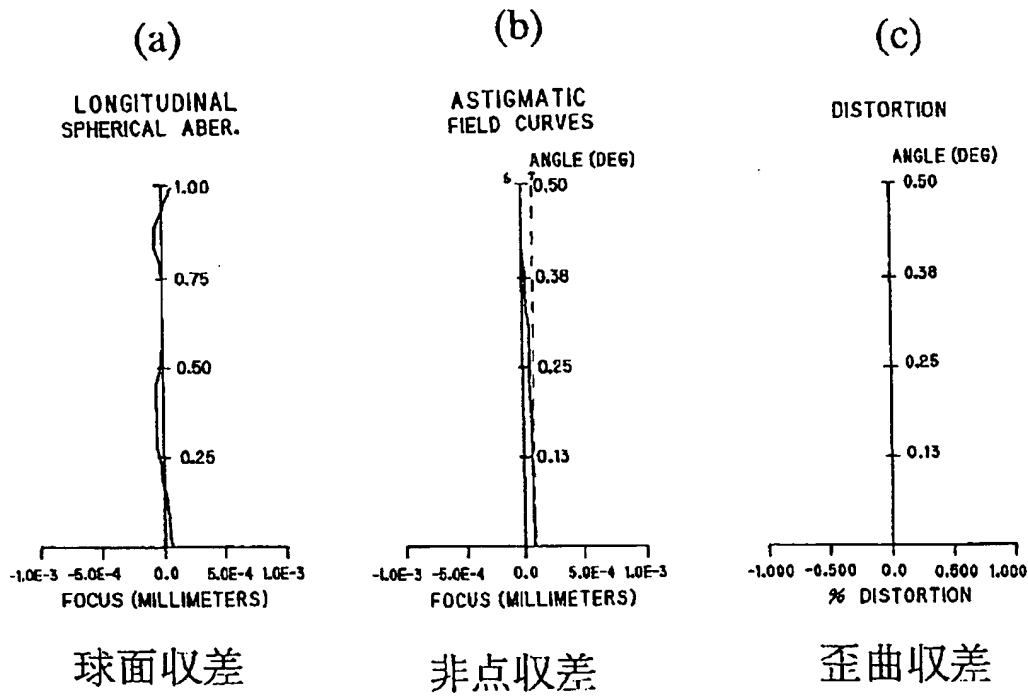 (a)
LONGITUDINAL
SPHERICAL ABER.
1.00
0.75
0.50
0.25
-1.0E-3 -5.0E-4 0.0 5.0E-4 1.0E-3
FOCUS (MILLIMETERS)
球面収差
(b)
ASTIGMATIC
FIELD CURVES
ANGLE (DEG)
S T
0.50
0.38
0.25
0.13
-1.0E-3 -5.0E-4 0.0 5.0E-4 1.0E-3
FOCUS (MILLIMETERS)
非点収差
(c)
DISTORTION
ANGLE (DEG)
0.50
0.38
0.25
0.13
-1.000 -0.500 0.0 0.500 1.000
% DISTORTION
歪曲収差